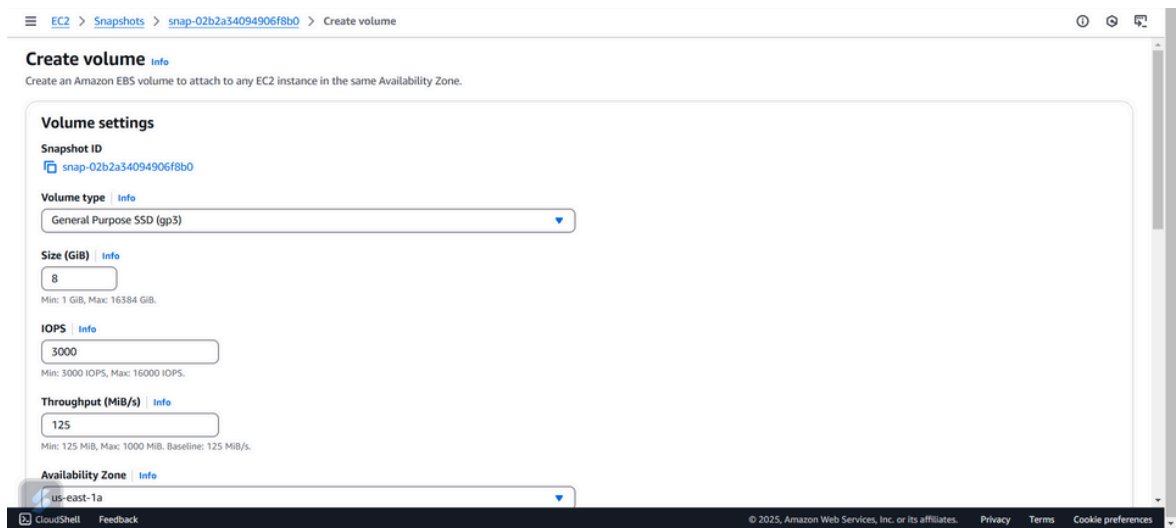 EC2 > Snapshots > snap-02b2a34094906f8b0 > Create volume
Create volume Info
Create an Amazon EBS volume to attach to any EC2 instance in the same Availability Zone.
Volume settings
Snapshot ID
snap-02b2a34094906f8b0
Volume type | Info
General Purpose SSD (gp3)
Size (GiB) | Info
8
Min: 1 GiB, Max: 16384 GiB.
IOPS | Info
3000
Min: 3000 IOPS, Max: 16000 IOPS.
Throughput (MiB/s) | Info
125
Min: 125 MiB, Max: 1000 MiB. Baseline: 125 MiB/s.
Availability Zone | Info
us-east-1a
CloudShell Feedback © 2025, Amazon Web Services, Inc. or its affiliates. Privacy Terms Cookie preferences